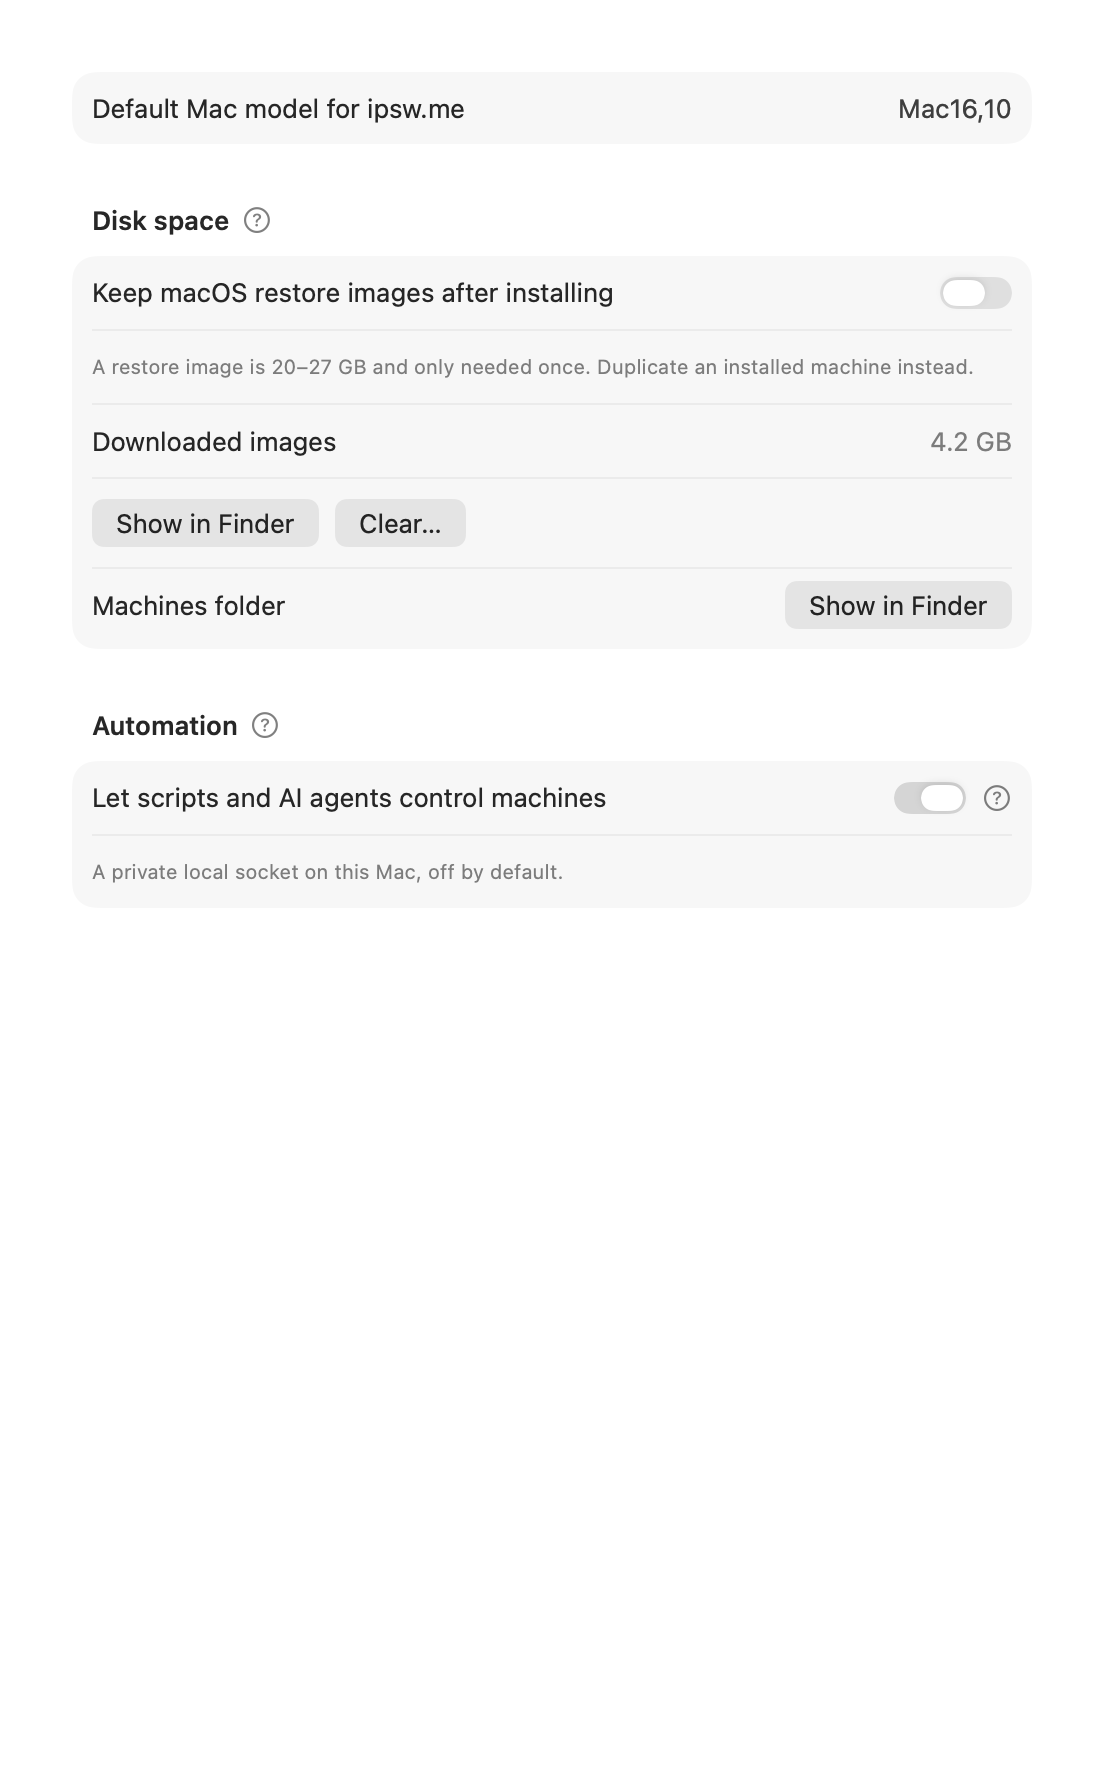 Default Mac model for ipsw.me
Mac16,10
Disk space ?
Keep macOS restore images after installing
A restore image is 20–27 GB and only needed once. Duplicate an installed machine instead.
Downloaded images
4.2 GB
Show in Finder
Clear…
Machines folder
Show in Finder
Automation ?
Let scripts and AI agents control machines
?
A private local socket on this Mac, off by default.